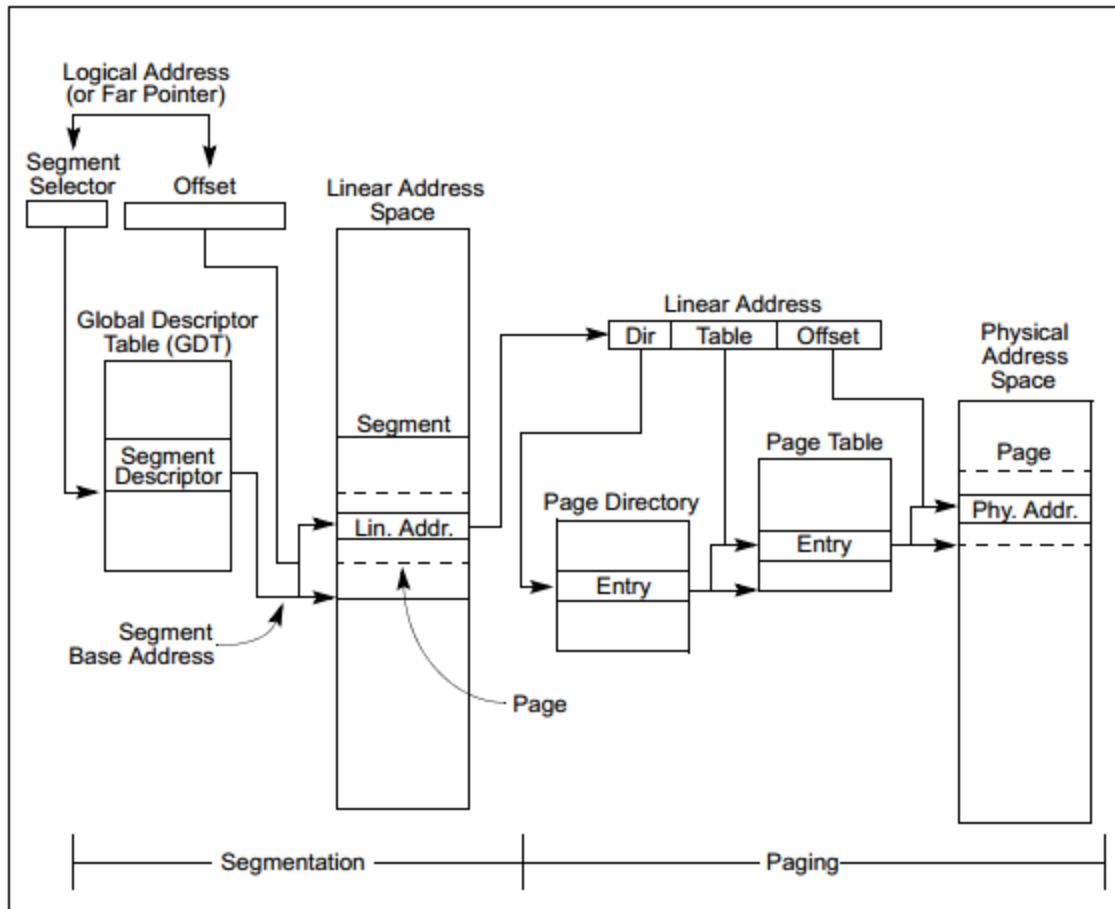 Logical Address
(or Far Pointer)
Segment
Selector
Offset
Linear Address
Space
Global Descriptor
Table (GDT)
Segment
Descriptor
Segment
Lin. Addr.
Segment
Base Address
Page
Linear Address
Dir
Table
Offset
Physical
Address
Space
Page Table
Page
Page Directory
Phy. Addr.
Entry
Entry
Segmentation
Paging